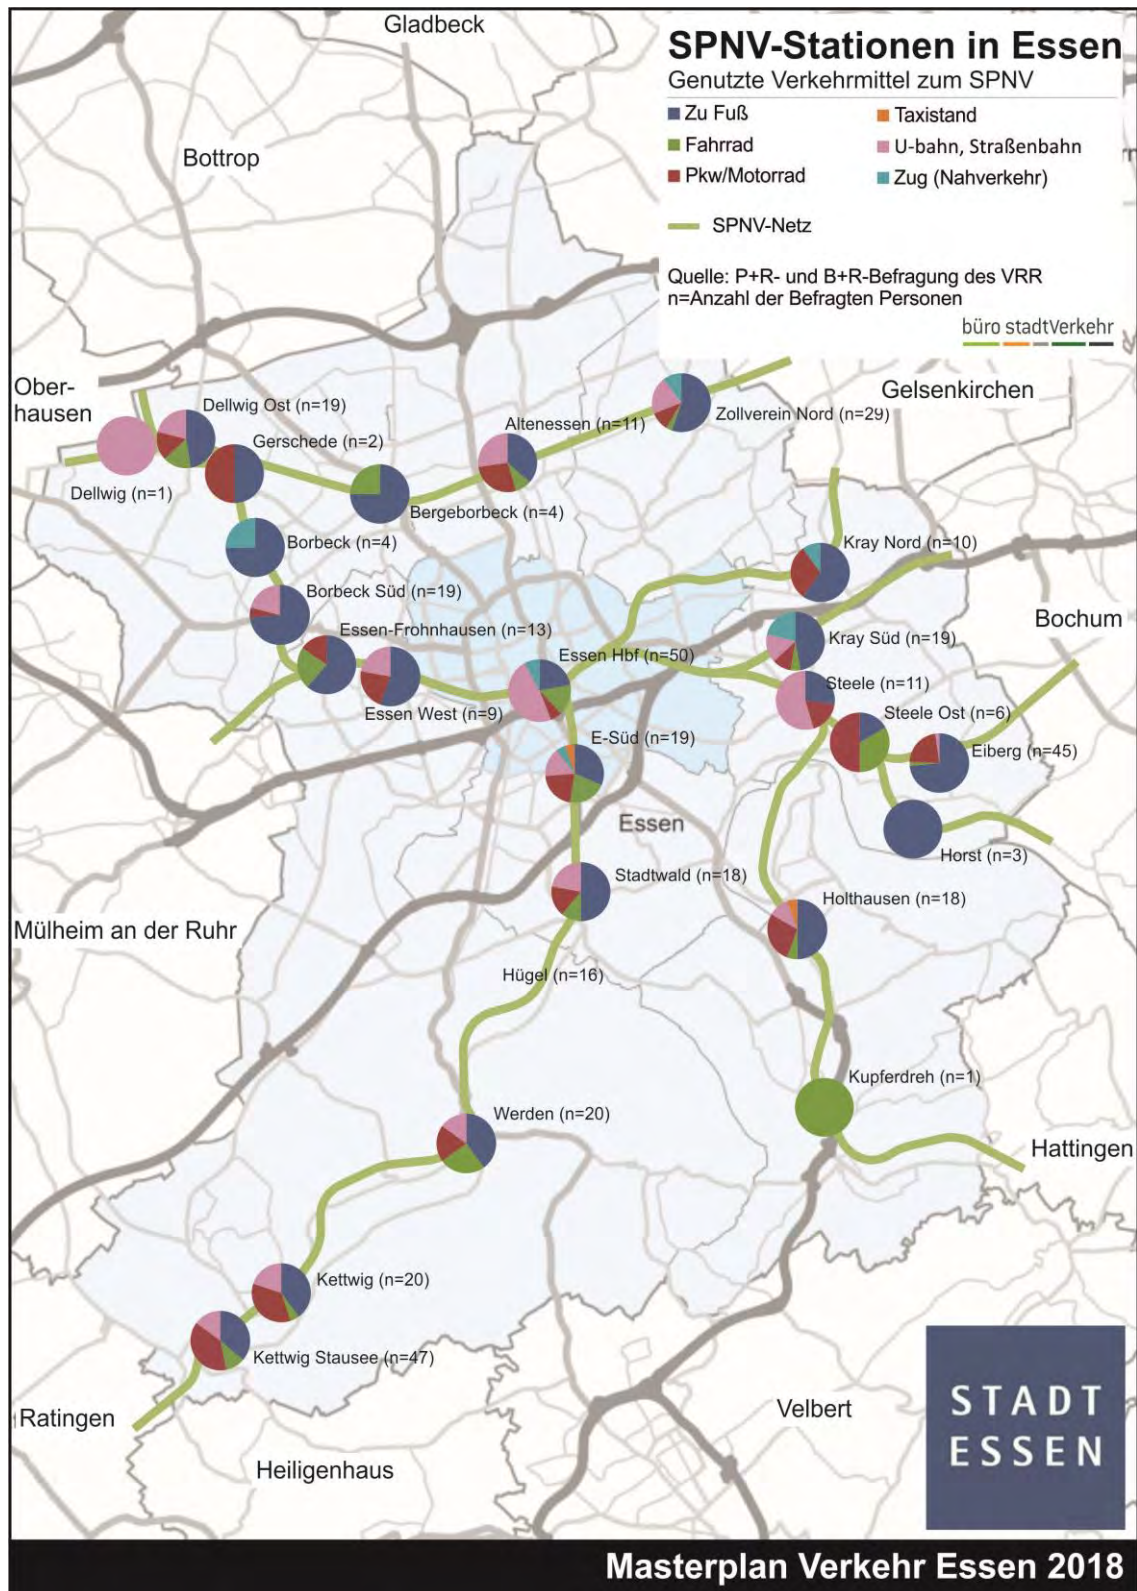 Gladbeck
SPNV-Stationen in Essen
Genutzte Verkehrmittel zum SPNV
Zu Fuß
Taxistand
Fahrrad
U-bahn, Straßenbahn
Pkw/Motorrad
Zug (Nahverkehr)
SPNV-Netz
Quelle: P+R- und B+R-Befragung des VRR
n=Anzahl der Befragten Personen
büro stadtVerkehr
Bottrop
Ober-
hausen
Gelsenkirchen
Dellwig Ost (n=19)
Gerschede (n=2)
Altenessen (n=11)
Zollverein Nord (n=29)
Dellwig (n=1)
Bergeborbeck (n=4)
Borbeck (n=4)
Kray Nord (n=10)
Borbeck Süd (n=19)
Bochum
Essen-Frohnhausen (n=13)
Kray Süd (n=19)
Essen Hbf (n=50)
Steele (n=11)
Essen West (n=9)
Steele Ost (n=6)
E-Süd (n=19)
Eiberg (n=45)
Essen
Horst (n=3)
Stadtwald (n=18)
Holthausen (n=18)
Mülheim an der Ruhr
Hügel (n=16)
Kupferdreh (n=1)
Werden (n=20)
Hattingen
Kettwig (n=20)
Kettwig Stausee (n=47)
Ratingen
Velbert
Heiligenhaus
STADT
ESSEN
Masterplan Verkehr Essen 2018